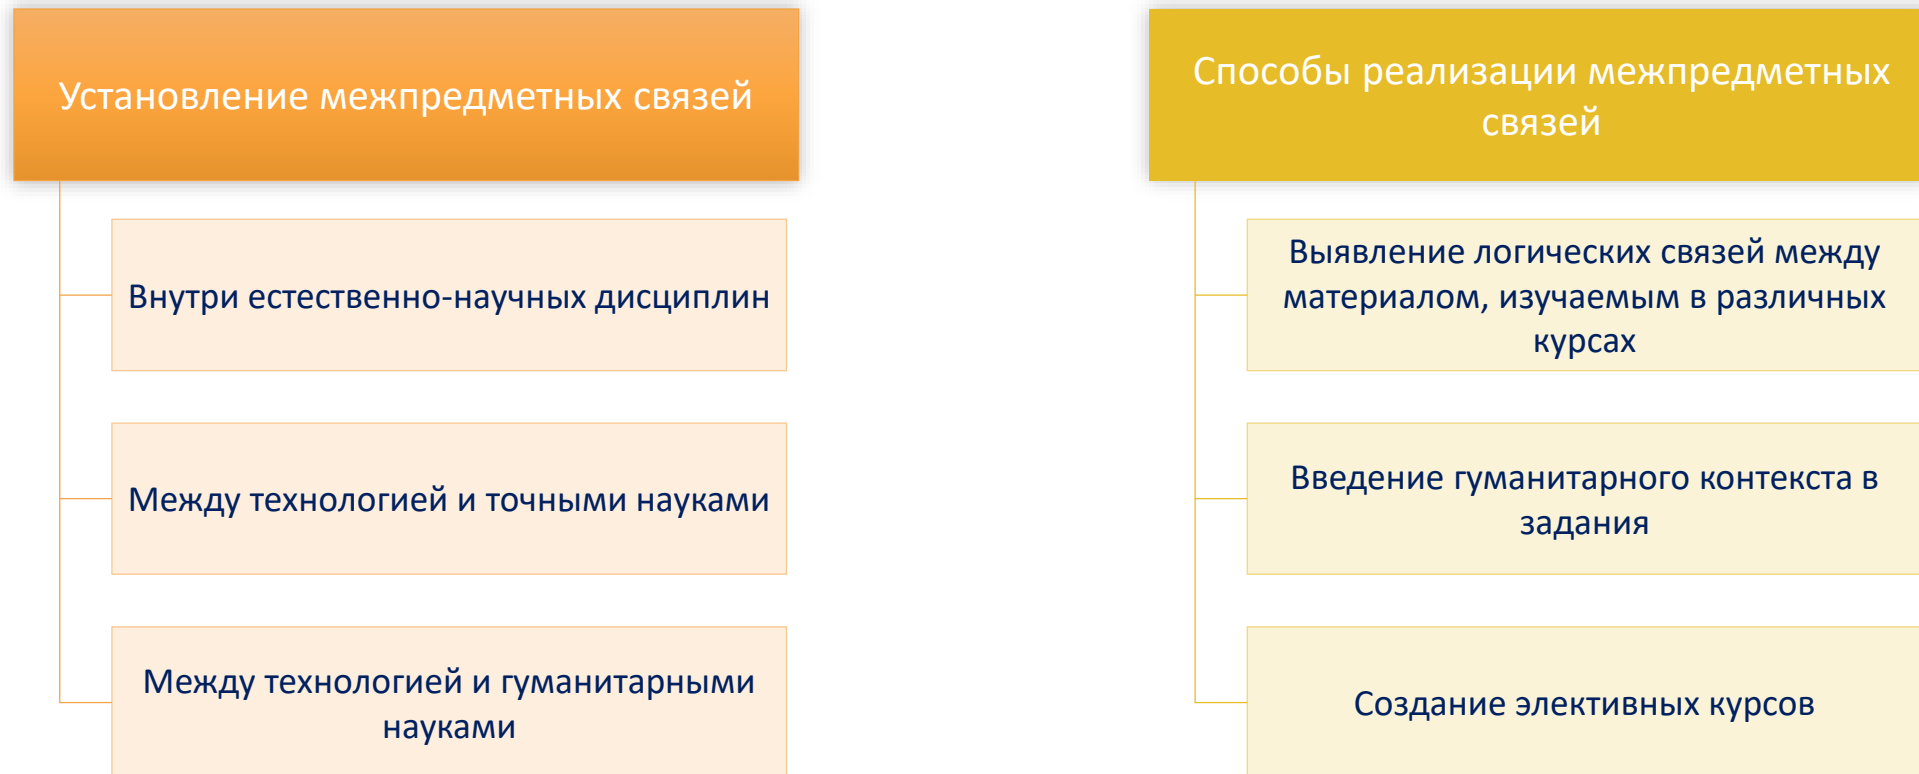 Установление межпредметных связей
Внутри естественно-научных дисциплин
Между технологией и точными науками
Между технологией и гуманитарными
науками
Способы реализации межпредметных
связей
Выявление логических связей между
материалом, изучаемым в различных
курсах
Введение гуманитарного контекста в
задания
Создание элективных курсов